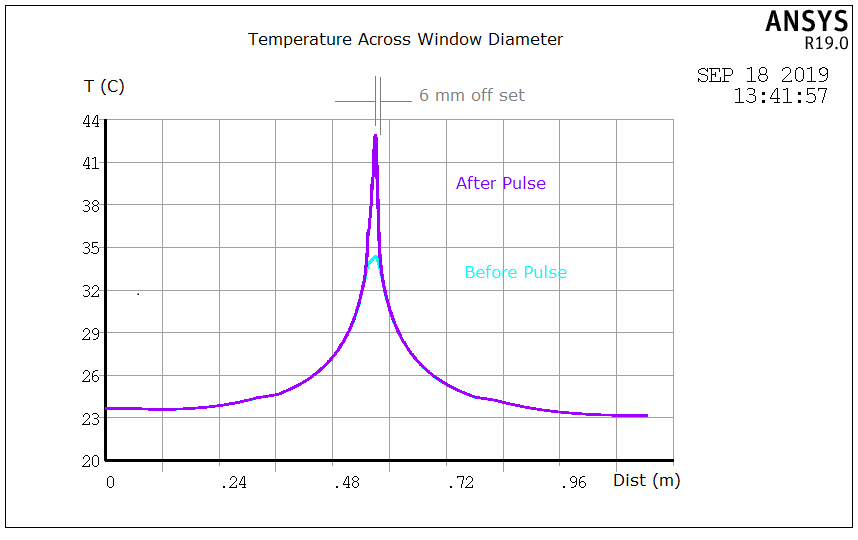 ANSYS
R19.0
Temperature Across Window Diameter
SEP 18 2019
13:41:57
T (C)
6 mm off set
44
41
After Pulse
38
35
Before Pulse
32
29
26
23
20
0 .24 .48 .72 .96 Dist (m)